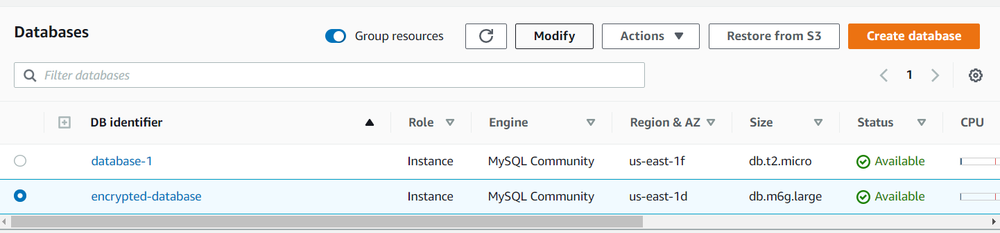 Databases
Group resources
Modify
Actions
Restore from S3
Create database
Filter databases
1
DB identifier Role Engine Region & AZ Size Status CPU
database-1 Instance MySQL Community us-east-1f db.t2.micro Available
encrypted-database Instance MySQL Community us-east-1d db.m6g.large Available